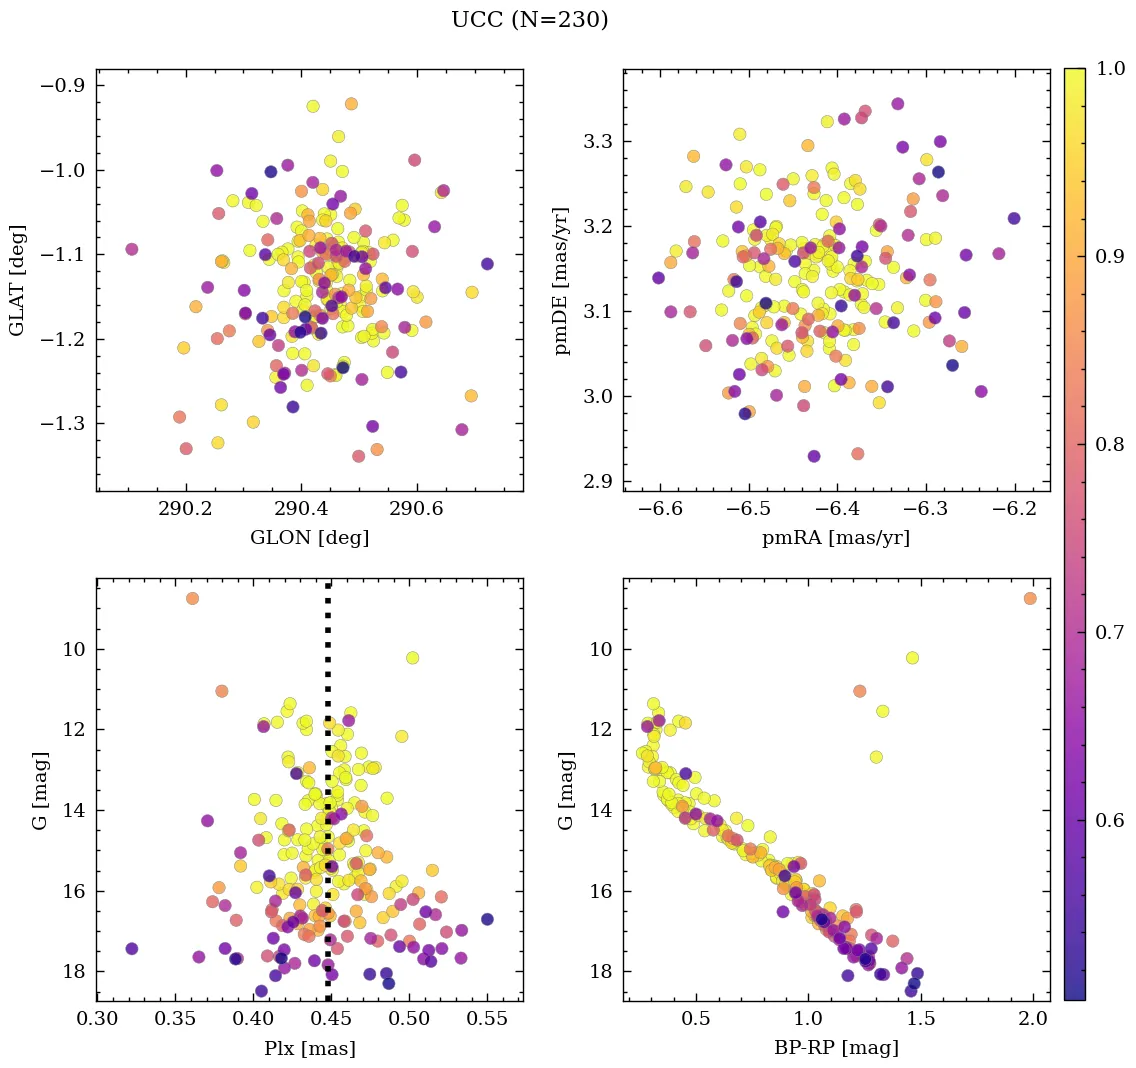 UCC (N=230)
−0.9
−1.0
−1.1
−1.2
−1.3
GLAT [deg]
290.2 290.4 290.6
GLON [deg]
3.3
3.2
3.1
3.0
2.9
pmDE [mas/yr]
−6.6 −6.5 −6.4 −6.3 −6.2
pmRA [mas/yr]
1.0
0.9
0.8
0.7
0.6
10
12
14
16
18
G [mag]
0.30 0.35 0.40 0.45 0.50 0.55
Plx [mas]
10
12
14
16
18
G [mag]
0.5 1.0 1.5 2.0
BP-RP [mag]